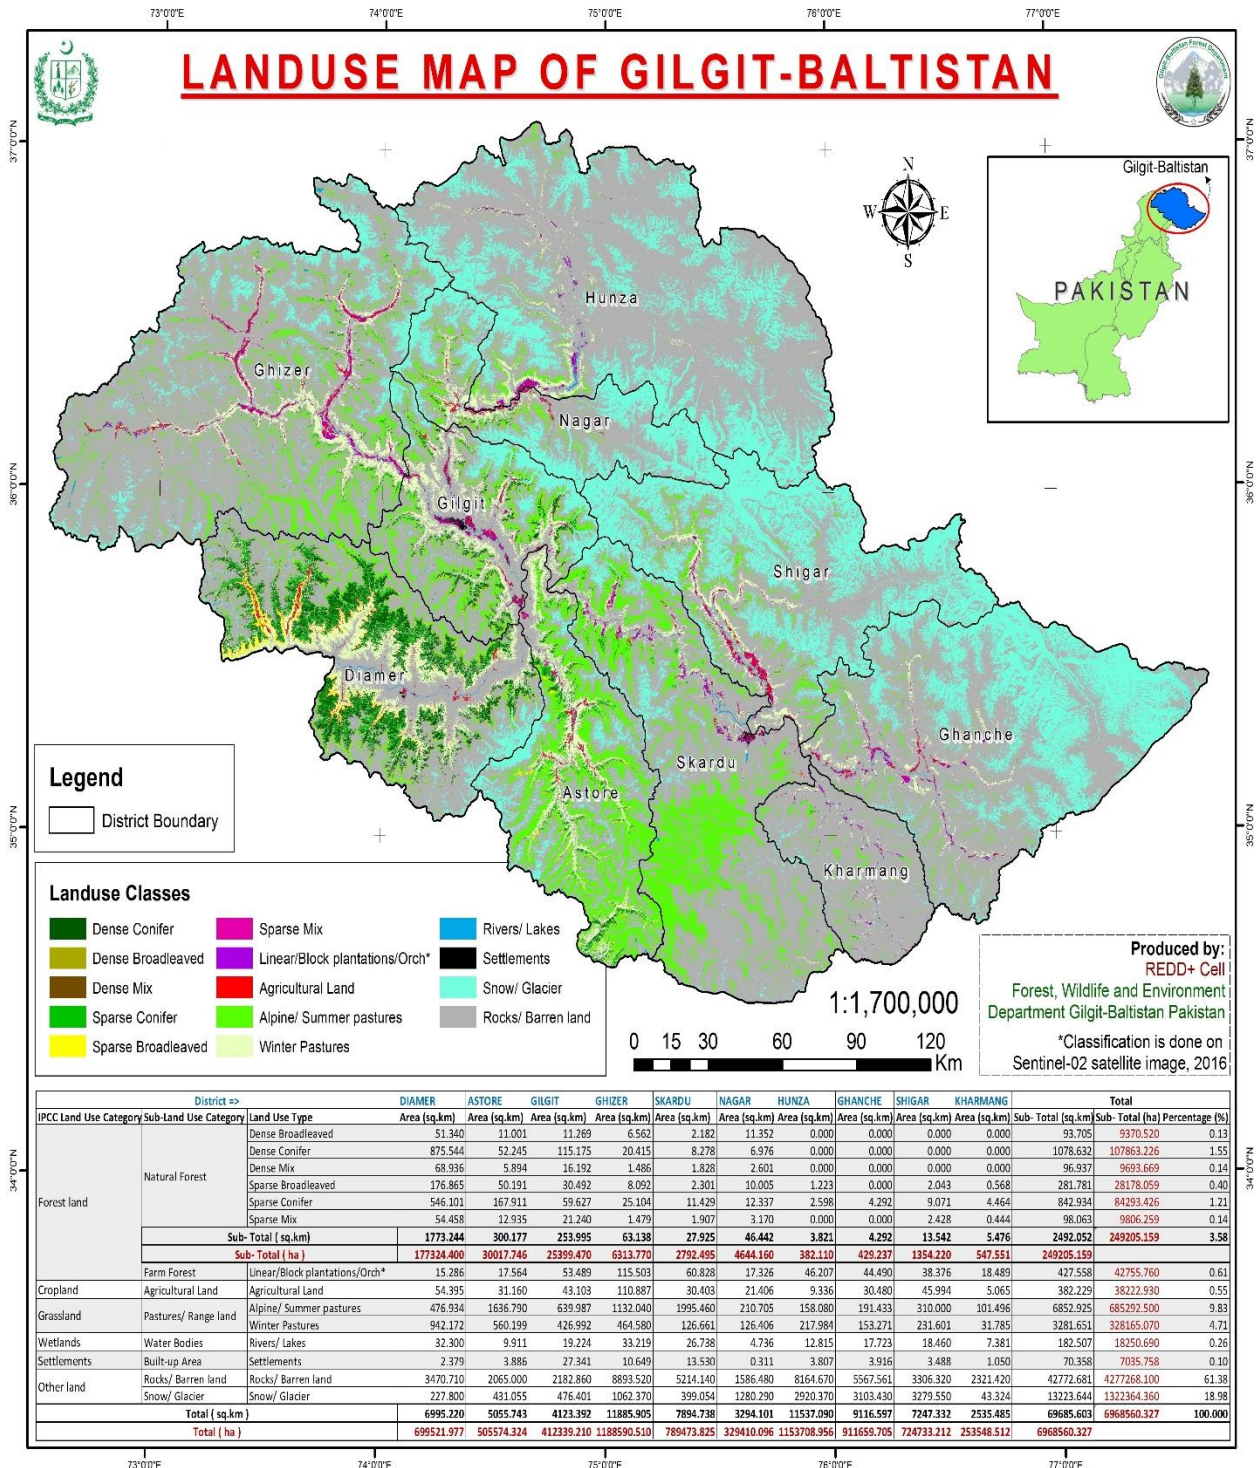 73°0'0"E 74°0'0"E 75°0'0"E 76°0'0"E 77°0'0"E
LANDUSE MAP OF GILGIT-BALTISTAN
Gilgit-Baltistan Forest Department
37°0'0"N 37°0'0"N
Gilgit-Baltistan
PAKISTAN
N
W E
S
Hunza
Ghizer
Nagar
36°0'0"N 36°0'0"N
Gilgit
Shigar
Diamer
Ghanche
Skardu
Astore
Kharmang
35°0'0"N 35°0'0"N
Legend
District Boundary
Landuse Classes
Dense Conifer
Dense Broadleaved
Dense Mix
Sparse Conifer
Sparse Broadleaved
Sparse Mix
Linear/Block plantations/Orch*
Agricultural Land
Alpine/ Summer pastures
Winter Pastures
Rivers/ Lakes
Settlements
Snow/ Glacier
Rocks/ Barren land
1:1,700,000
0 15 30 60 90 120
Km
Produced by:
REDD+ Cell
Forest, Wildlife and Environment
Department Gilgit-Baltistan Pakistan
*Classification is done on
Sentinel-02 satellite image, 2016
District => DIAMER ASTORE GILGIT GHIZER SKARDU NAGAR HUNZA GHANCHE SHIGAR KHARMANG Total
IPCC Land Use Category Sub-Land Use Category Land Use Type Area (sq.km) Area (sq.km) Area (sq.km) Area (sq.km) Area (sq.km) Area (sq.km) Area (sq.km) Area (sq.km) Area (sq.km) Area (sq.km) Sub- Total (sq.km) Sub- Total (ha) Percentage (%)
Forest land Natural Forest Dense Broadleaved 51.340 11.001 11.269 6.562 2.182 11.352 0.000 0.000 0.000 0.000 93.705 9370.520 0.13
Dense Conifer 875.544 52.245 115.175 20.415 8.278 6.976 0.000 0.000 0.000 0.000 1078.632 107863.226 1.55
Dense Mix 68.936 5.894 16.192 1.486 1.828 2.601 0.000 0.000 0.000 0.000 96.937 9693.669 0.14
Sparse Broadleaved 176.865 50.191 30.492 8.092 2.301 10.005 1.223 0.000 2.043 0.568 281.781 28178.059 0.40
Sparse Conifer 546.101 167.911 59.627 25.104 11.429 12.337 2.598 4.292 9.071 4.464 842.934 84293.426 1.21
Sparse Mix 54.458 12.935 21.240 1.479 1.907 3.170 0.000 0.000 2.428 0.444 98.063 9806.259 0.14
Sub- Total ( sq.km) 1773.244 300.177 253.995 63.138 27.925 46.442 3.821 4.292 13.542 5.476 2492.052 249205.159 3.58
Sub- Total ( ha) 177324.400 30017.746 25399.470 6313.770 2792.495 4644.160 382.110 429.237 1354.220 547.551 249205.159
Farm Forest Linear/Block plantations/Orch* 15.286 17.564 53.489 115.503 60.828 17.326 46.207 44.490 38.376 18.489 427.558 42755.760 0.61
Cropland Agricultural Land Agricultural Land 54.395 31.160 43.103 110.887 30.403 21.406 9.336 30.480 45.994 5.065 382.229 38222.930 0.55
Grassland Pastures/ Range land Alpine/ Summer pastures 476.934 1636.790 639.987 1132.040 1995.460 210.705 158.080 191.433 310.000 101.496 6852.925 685292.500 9.83
Winter Pastures 942.172 560.199 426.992 464.580 126.661 126.406 217.984 153.271 231.601 31.785 3281.651 328165.070 4.71
Wetlands Water Bodies Rivers/ Lakes 32.300 9.911 19.224 33.219 26.738 4.736 12.815 17.723 18.460 7.381 182.507 18250.690 0.26
Settlements Built-up Area Settlements 2.379 3.886 27.341 10.649 13.530 0.311 3.807 3.916 3.488 1.050 70.358 7035.758 0.10
Other land Rocks/ Barren land Rocks/ Barren land 3470.710 2065.000 2182.860 8893.520 5214.140 1586.480 8164.670 5567.561 3306.320 2321.420 42772.681 4277268.100 61.38
Snow/ Glacier Snow/ Glacier 227.800 431.055 476.401 1062.370 399.054 1280.290 2920.370 3103.430 3279.550 43.324 13223.644 1322364.360 18.98
Total ( sq.km ) 6995.220 5055.743 4123.392 11885.905 7894.738 3294.101 11537.090 9116.597 7247.332 2535.485 69685.603 6968560.327 100.000
Total ( ha) 699521.977 505574.324 412339.210 1188590.510 789473.825 329410.096 1153708.956 911659.705 724733.212 253548.512 6968560.327
34°0'0"N 34°0'0"N
73°0'0"E 74°0'0"E 75°0'0"E 76°0'0"E 77°0'0"E